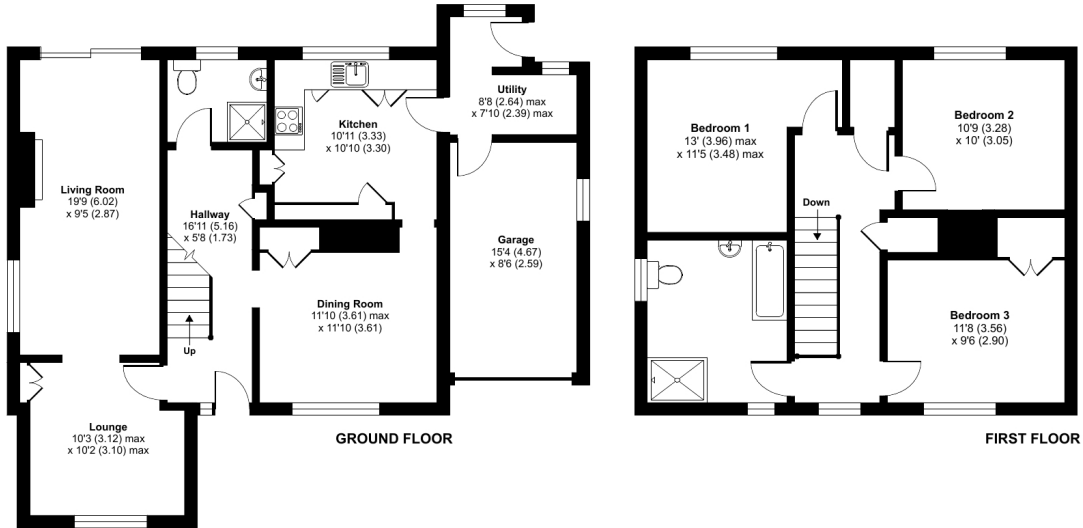 Utility
8'8 (2.64) max
x 7'10 (2.39) max
Kitchen
10'11 (3.33)
x 10'10 (3.30)
Living Room
19'9 (6.02)
x 9'5 (2.87)
Hallway
16'11 (5.16)
x 5'8 (1.73)
Garage
15'4 (4.67)
x 8'6 (2.59)
Dining Room
11'10 (3.61) max
x 11'10 (3.61)
Up
Lounge
10'3 (3.12) max
x 10'2 (3.10) max
GROUND FLOOR
Bedroom 1
13' (3.96) max
x 11'5 (3.48) max
Bedroom 2
10'9 (3.28)
x 10' (3.05)
Down
Bedroom 3
11'8 (3.56)
x 9'6 (2.90)
FIRST FLOOR